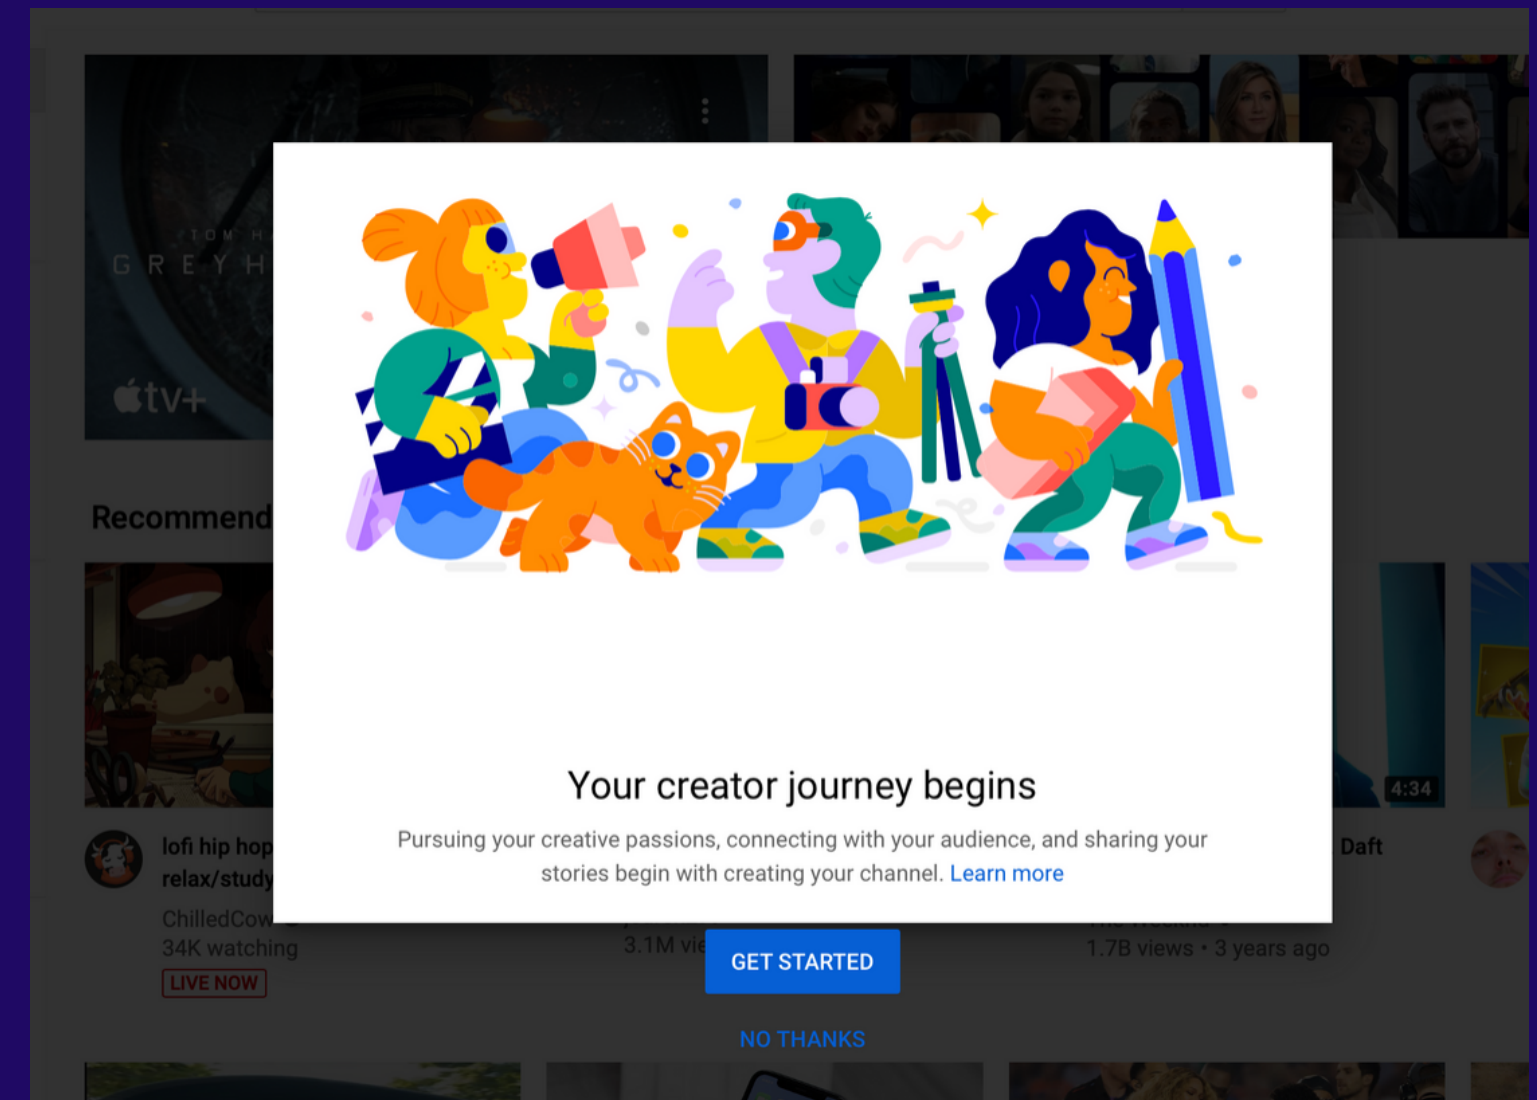 TOM H
GREYH
tv+
Recommend
4:34
lofi hip hop
relax/study
ChilledCow
34K watching
LIVE NOW
3.1M vie
Daft
1.7B views • 3 years ago
Your creator journey begins
Pursuing your creative passions, connecting with your audience, and sharing your
stories begin with creating your channel. Learn more
GET STARTED
NO THANKS